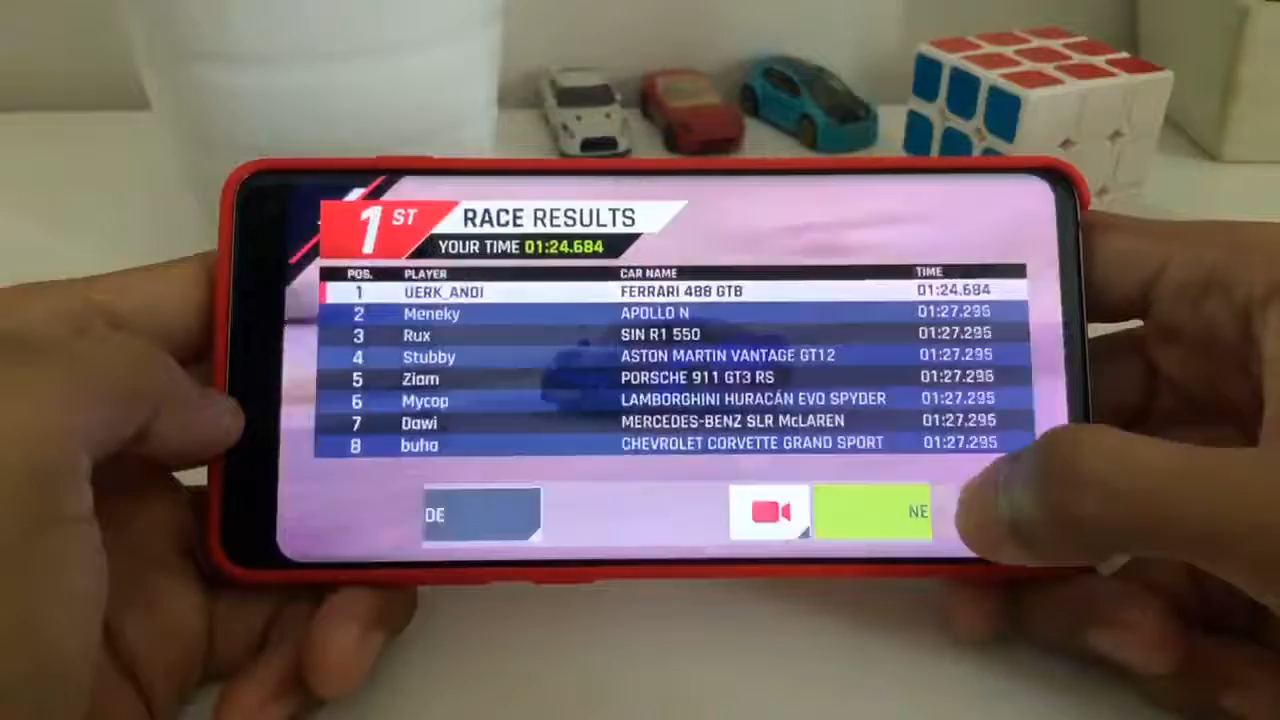 1ST RACE RESULTS
YOUR TIME 01:24.684
POS. PLAYER CAR NAME TIME
1 UERK_ANDI FERRARI 488 GTB 01:24.684
2 Meneky APOLLO N 01:27.295
3 Rux SIN R1 550 01:27.295
4 Stubby ASTON MARTIN VANTAGE GT12 01:27.295
5 Ziam PORSCHE 911 GT3 RS 01:27.295
6 Mycop LAMBORGHINI HURACÁN EVO SPYDER 01:27.295
7 Dawi MERCEDES-BENZ SLR McLAREN 01:27.295
8 buha CHEVROLET CORVETTE GRAND SPORT 01:27.295
DE NE